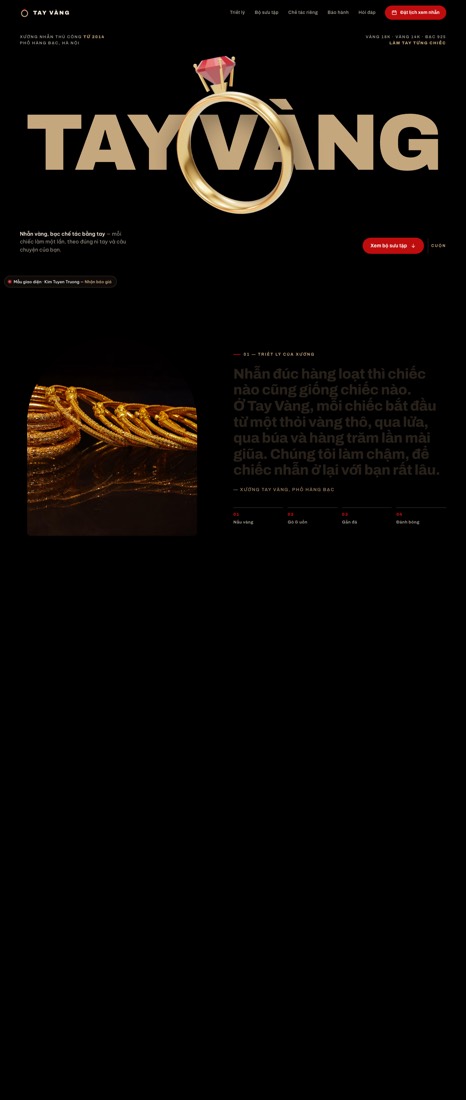 TAY VÀNG
Triết lý
Bộ sưu tập
Chế tác riêng
Bảo hành
Hỏi đáp
Đặt lịch xem nhẫn
XƯỞNG NHẪN THỦ CÔNG TỪ 2014
PHỐ HÀNG BẠC, HÀ NỘI
VÀNG 18K · VÀNG 14K · BẠC 925
LÀM TAY TỪNG CHIẾC
TAY VÀNG
Nhẫn vàng, bạc chế tác bằng tay — mỗi
chiếc làm một lần, theo đúng ni tay và câu
chuyện của bạn.
Xem bộ sưu tập ↓
CUỘN
Mẫu giao diện · Kim Tuyen Truong — Nhận báo giá
01 — TRIẾT LÝ CỦA XƯỞNG
Nhẫn đúc hàng loạt thì chiếc
nào cũng giống chiếc nào.
Ở Tay Vàng, mỗi chiếc bắt đầu
từ một thỏi vàng thô, qua lửa,
qua búa và hàng trăm lần mài
giũa. Chúng tôi làm chậm, để
chiếc nhẫn ở lại với bạn rất lâu.
— XƯỞNG TAY VÀNG, PHỐ HÀNG BẠC
01
Nấu vàng
02
Gò & uốn
03
Gắn đá
04
Đánh bóng